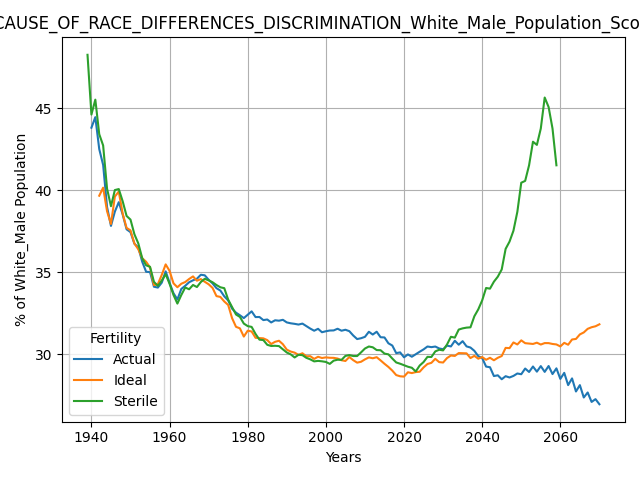 CAUSE_OF_RACE_DIFFERENCES_DISCRIMINATION_White_Male_Population_Sco
% of White_Male Population
45
40
35
30
Fertility
Actual
Ideal
Sterile
1940 1960 1980 2000 2020 2040 2060
Years